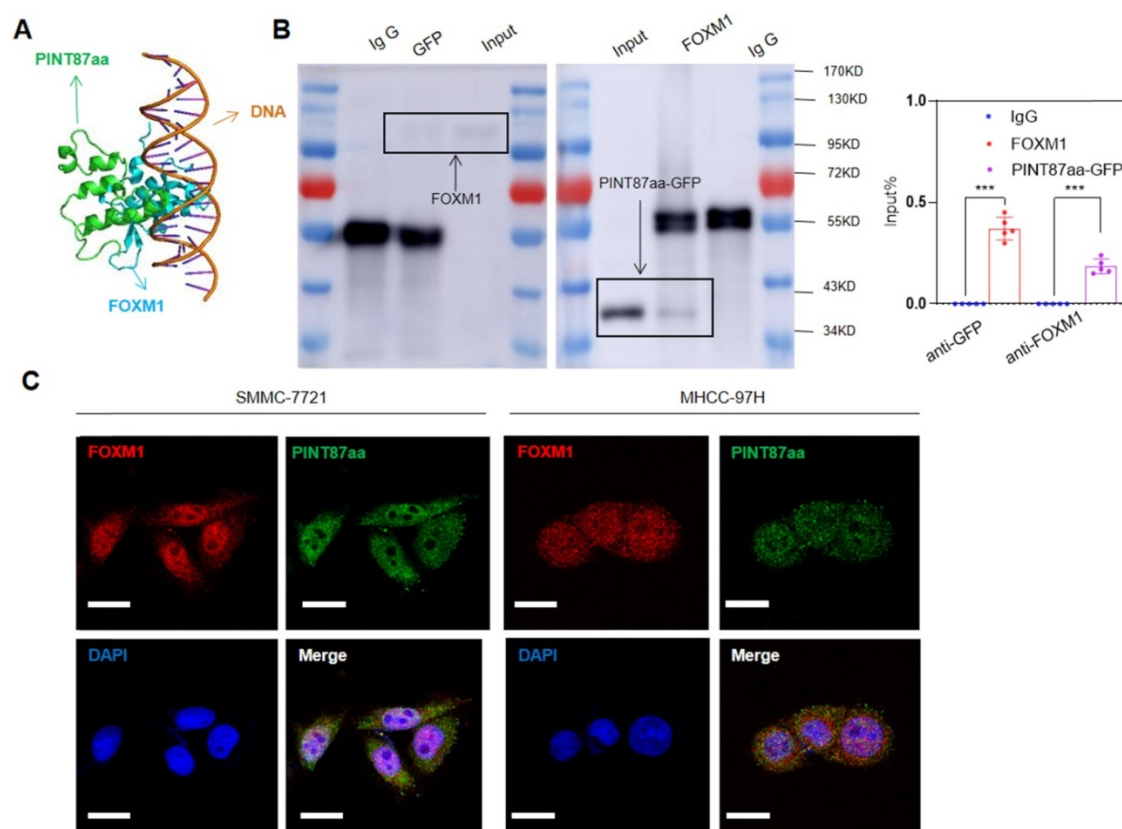 A
PINT87aa
DNA
FOXM1
B
Ig G GFP Input
FOXM1
Input FOXM1 Ig G
PINT87aa-GFP
170KD
130KD
95KD
72KD
55KD
43KD
34KD
1.0
0.5
0.0
Input%
IgG
FOXM1
PINT87aa-GFP
*** ***
anti-GFP anti-FOXM1
C
SMMC-7721 MHCC-97H
FOXM1 PINT87aa FOXM1 PINT87aa
DAPI Merge DAPI Merge